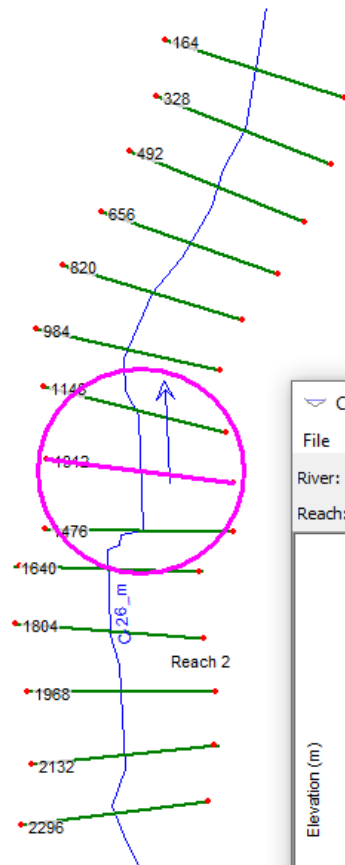 164
328
492
656
820
984
1148
1312
1476
1640
1804
C 26_m
Reach 2
1968
2132
2296
C
File
River:
Reach:
Elevation (m)